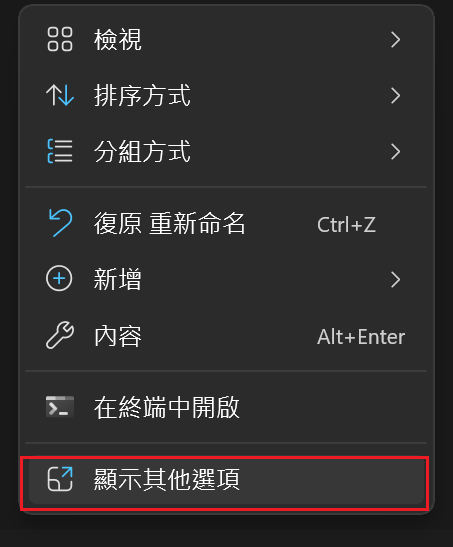 檢視
排序方式
分組方式
復原 重新命名 Ctrl+Z
新增
內容 Alt+Enter
在終端中開啟
顯示其他選項